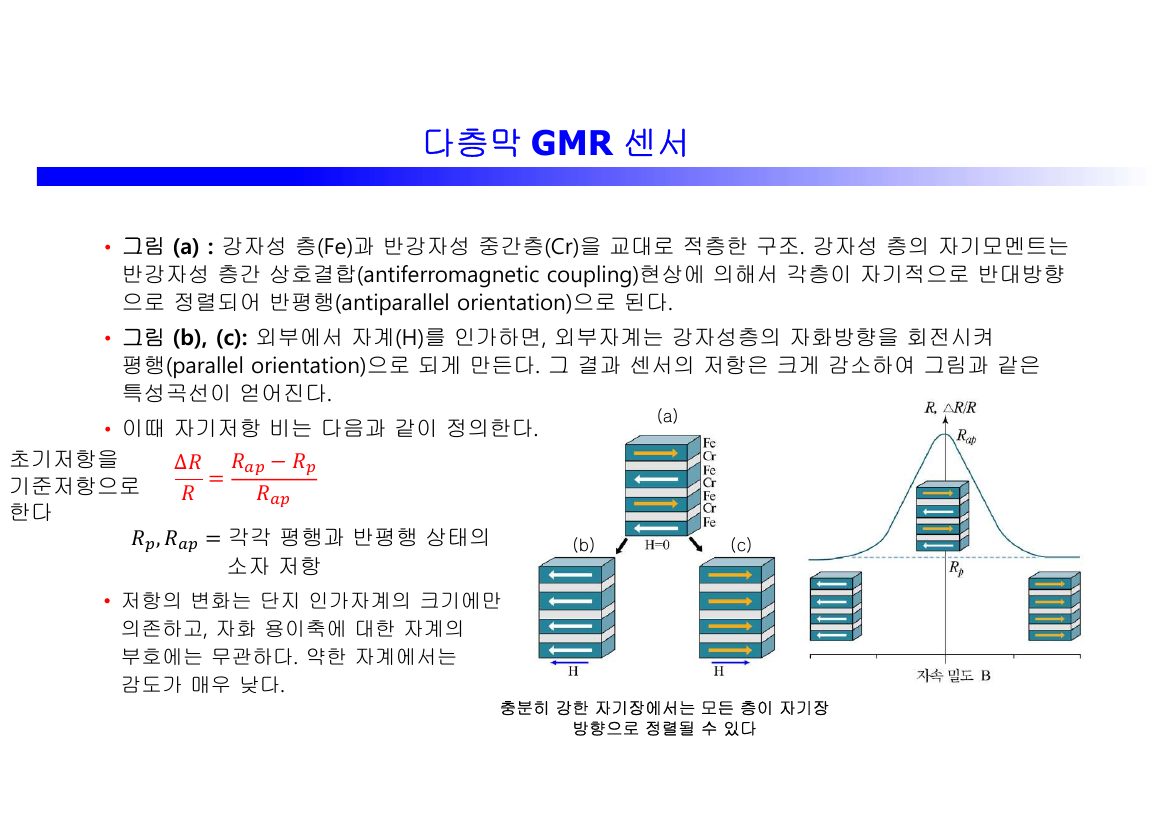 다층막 GMR 센서
• 그림 (a) : 강자성 층(Fe)과 반강자성 중간층(Cr)을 교대로 적층한 구조. 강자성 층의 자기모멘트는
반강자성 층간 상호결합(antiferromagnetic coupling)현상에 의해서 각층이 자기적으로 반대방향
으로 정렬되어 반평행(antiparallel orientation)으로 된다.
• 그림 (b), (c): 외부에서 자계(H)를 인가하면, 외부자계는 강자성층의 자화방향을 회전시켜
평행(parallel orientation)으로 되게 만든다. 그 결과 센서의 저항은 크게 감소하여 그림과 같은
특성곡선이 얻어진다.
• 이때 자기저항 비는 다음과 같이 정의한다.
초기저항을
기준저항으로
한다
ΔR/R = (R_ap − R_p)/R_ap
R_p, R_ap = 각각 평행과 반평행 상태의
소자 저항
• 저항의 변화는 단지 인가자계의 크기에만
의존하고, 자화 용이축에 대한 자계의
부호에는 무관하다. 약한 자계에서는
감도가 매우 낮다.
(a)
Fe
Cr
Fe
Cr
Fe
Cr
Fe
H=0
(b)
(c)
H
H
충분히 강한 자기장에서는 모든 층이 자기장
방향으로 정렬될 수 있다
R, △R/R
R_ap
R_p
자속 밀도 B